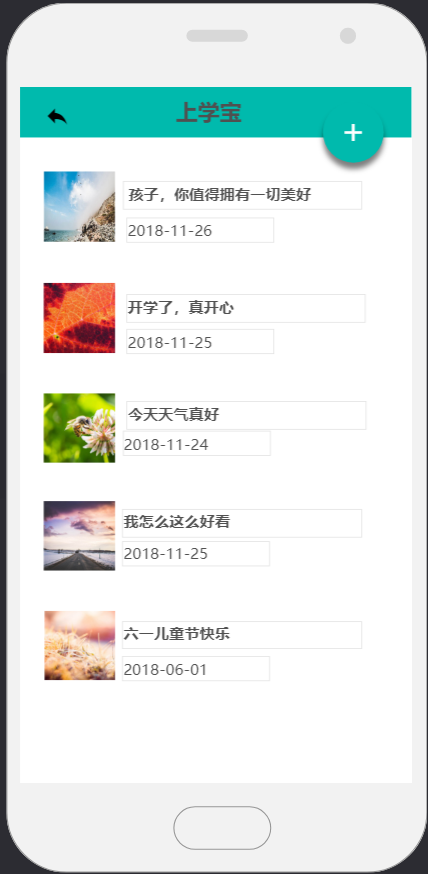 上学宝
孩子，你值得拥有一切美好
2018-11-26
开学了，真开心
2018-11-25
今天天气真好
2018-11-24
我怎么这么好看
2018-11-25
六一儿童节快乐
2018-06-01